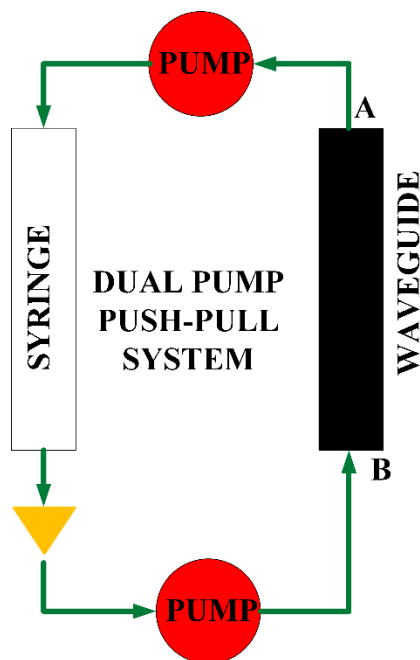 PUMP
A
SYRINGE
DUAL PUMP
PUSH-PULL
SYSTEM
WAVEGUIDE
B
PUMP